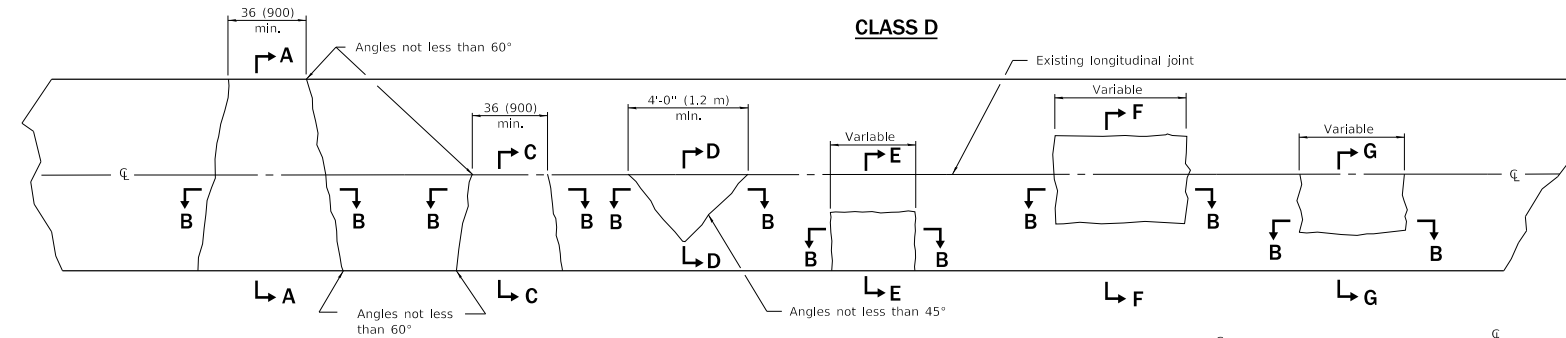 CLASS D
36 (900)
min.
A
Angles not less than 60°
Existing longitudinal joint
36 (900)
min.
4'-0" (1.2 m)
min.
Variable
Variable
Variable
C
D
E
F
G
℄
℄
B
B
B
B
B
B
B
B
B
B
B
B
D
A
C
E
F
G
Angles not less
than 60°
Angles not less than 45°
℄